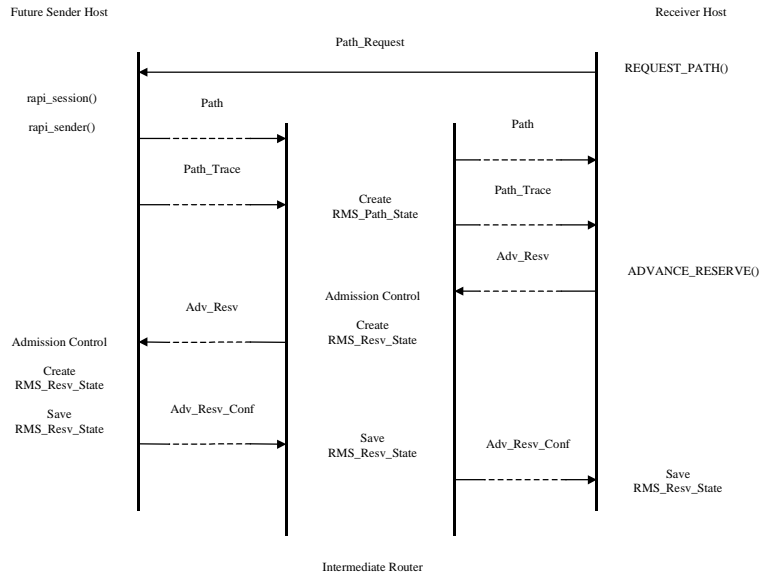 Future Sender Host
Receiver Host
Path_Request
REQUEST_PATH()
rapi_session()
Path
rapi_sender()
Path
Path_Trace
Path_Trace
Create
RMS_Path_State
Adv_Resv
ADVANCE_RESERVE()
Admission Control
Adv_Resv
Create
RMS_Resv_State
Admission Control
Create
RMS_Resv_State
Save
RMS_Resv_State
Adv_Resv_Conf
Save
RMS_Resv_State
Adv_Resv_Conf
Save
RMS_Resv_State
Intermediate Router